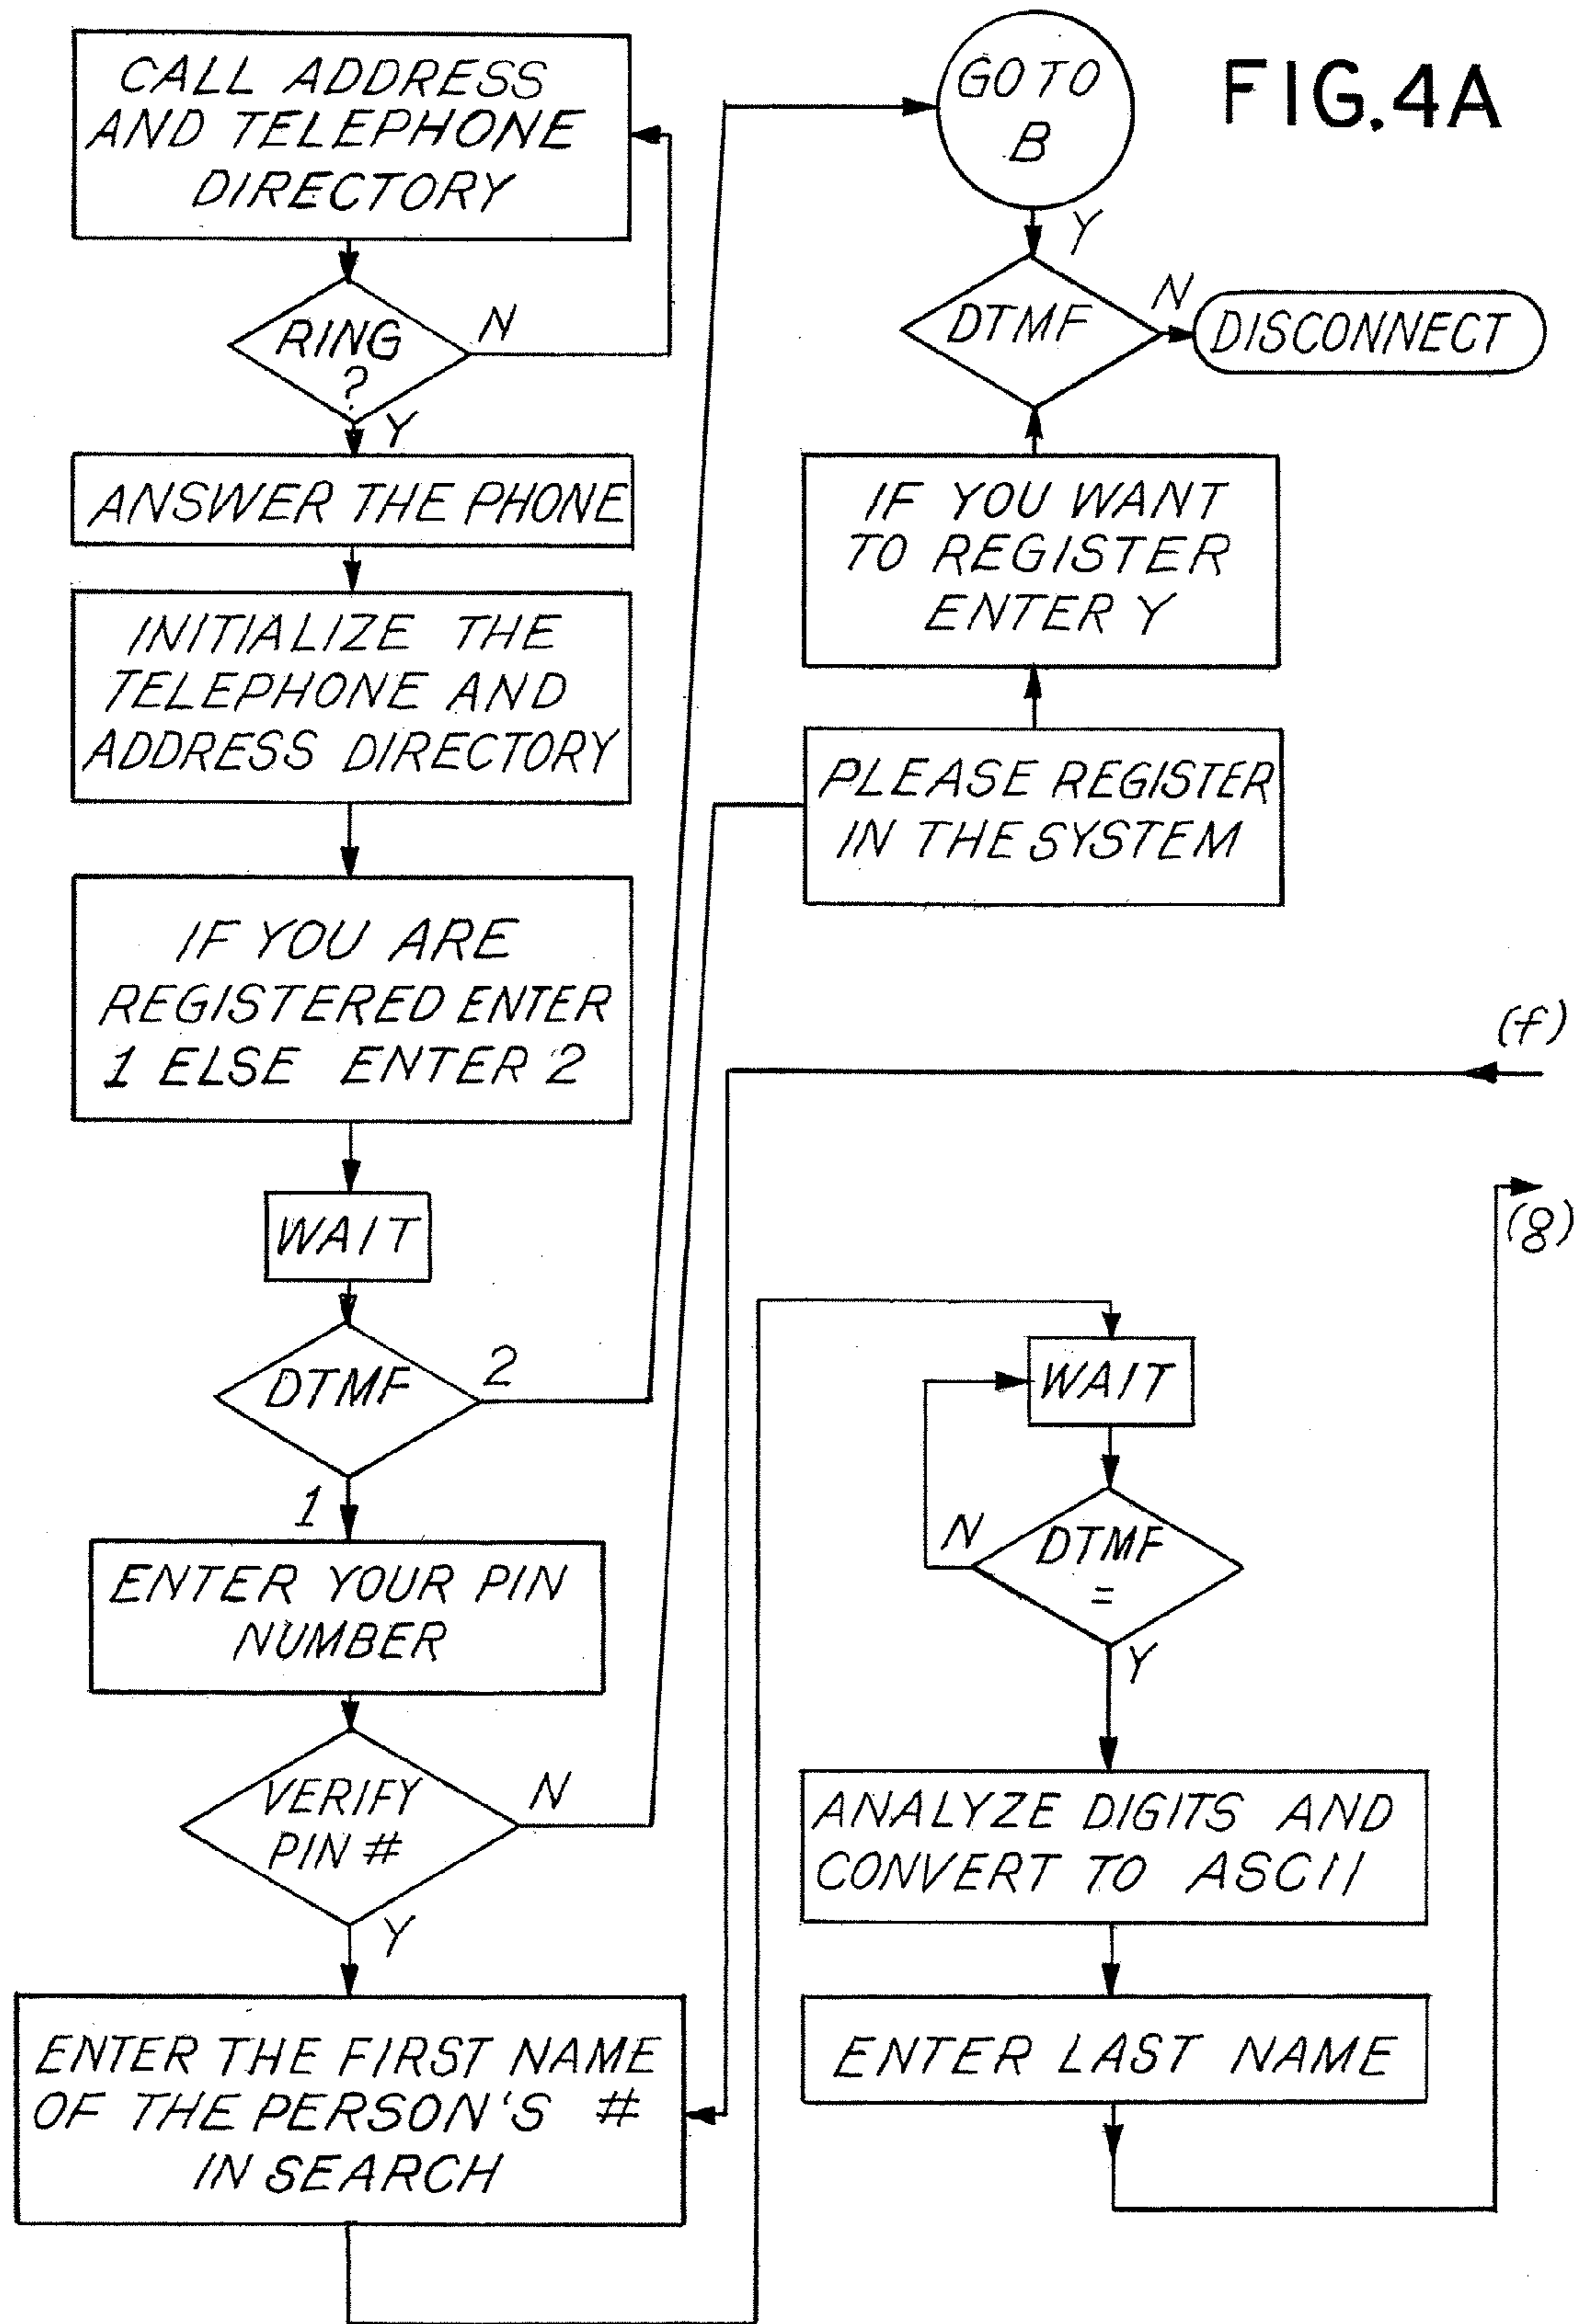 FIG.4A
CALL ADDRESS
AND TELEPHONE
DIRECTORY
RING
?
N
Y
ANSWER THE PHONE
INITIALIZE THE
TELEPHONE AND
ADDRESS DIRECTORY
IF YOU ARE
REGISTERED ENTER
1 ELSE ENTER 2
WAIT
DTMF
2
1
ENTER YOUR PIN
NUMBER
VERIFY
PIN #
N
Y
ENTER THE FIRST NAME
OF THE PERSON'S #
IN SEARCH
GO TO
B
Y
DTMF
N
DISCONNECT
IF YOU WANT
TO REGISTER
ENTER Y
PLEASE REGISTER
IN THE SYSTEM
(f)
(g)
WAIT
DTMF
=
N
Y
ANALYZE DIGITS AND
CONVERT TO ASCII
ENTER LAST NAME